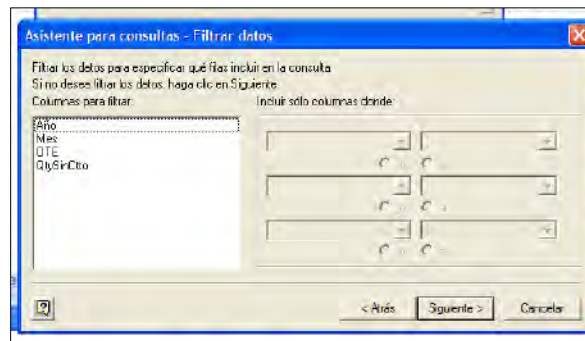 Asistente para consultas - Filtrar datos
Filtrar los datos para especificar qué filas incluir en la consulta
Si no desea filtrar los datos, haga clic en Siguiente
Columnas para filtrar:
Incluir sólo columnas donde:
Año
Mes
OTE
QtySinCtto
< Atrás
Siguiente >
Cancelar